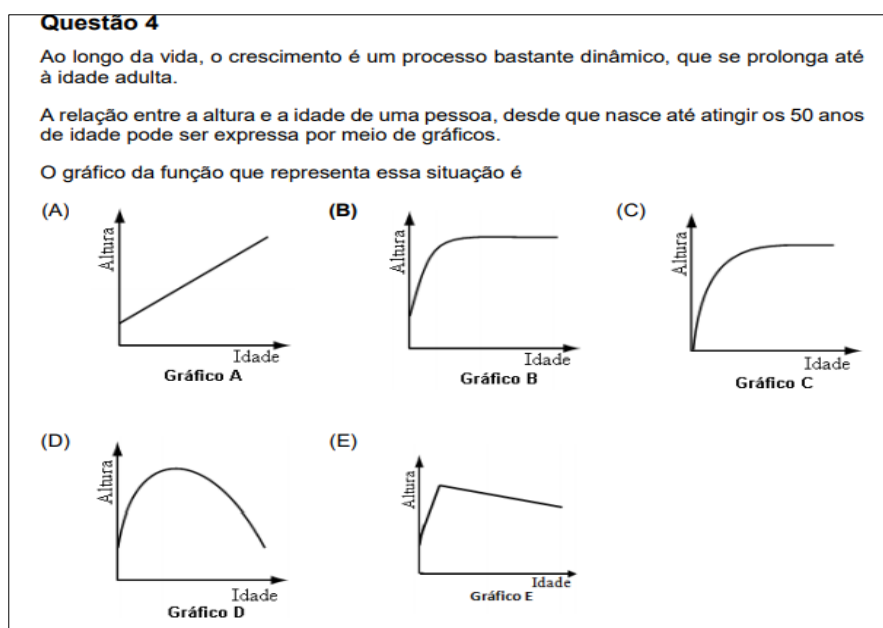 Questão 4
Ao longo da vida, o crescimento é um processo bastante dinâmico, que se prolonga até
à idade adulta.
A relação entre a altura e a idade de uma pessoa, desde que nasce até atingir os 50 anos
de idade pode ser expressa por meio de gráficos.
O gráfico da função que representa essa situação é
(A)
Altura
Idade
Gráfico A
(B)
Altura
Idade
Gráfico B
(C)
Altura
Idade
Gráfico C
(D)
Altura
Idade
Gráfico D
(E)
Altura
Idade
Gráfico E